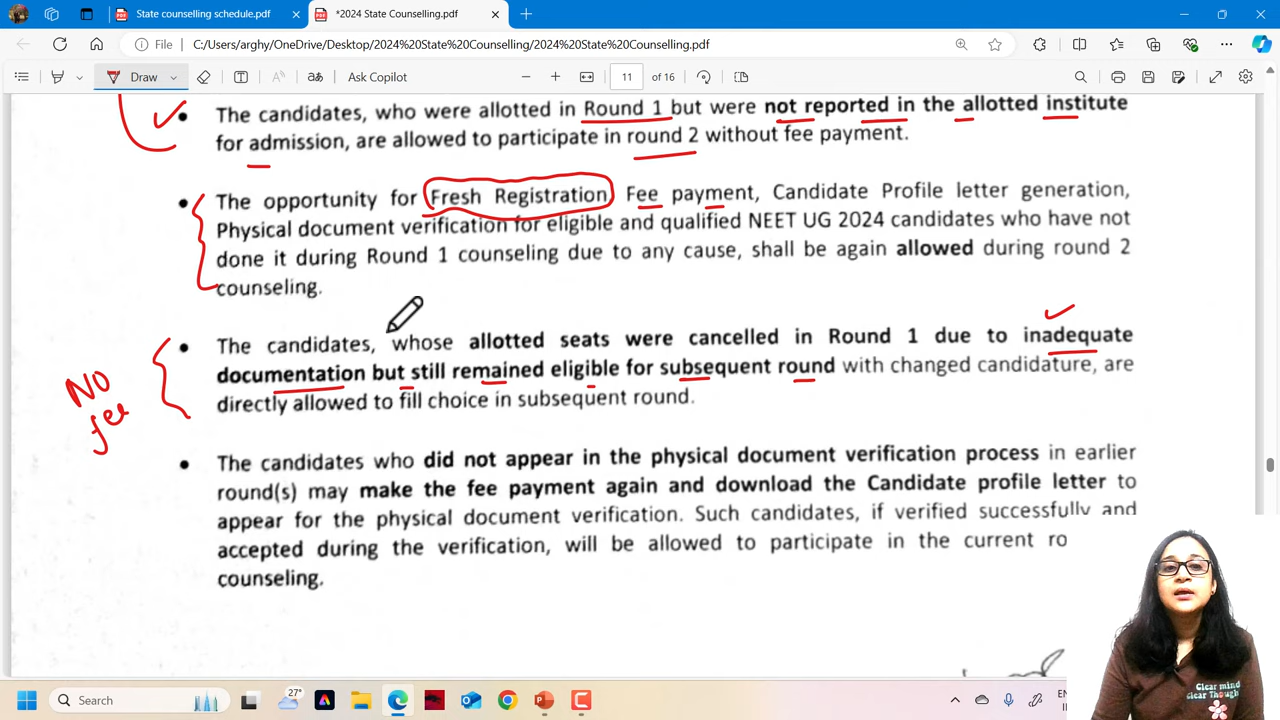 State counselling schedule.pdf
*2024 State Counselling.pdf
File
C:/Users/arghy/OneDrive/Desktop/2024%20State%20Counselling/2024%20State%20Counselling.pdf
Draw
Ask Copilot
11 of 16
The candidates, who were allotted in Round 1 but were not reported in the allotted institute
for admission, are allowed to participate in round 2 without fee payment.
The opportunity for Fresh Registration Fee payment, Candidate Profile letter generation,
Physical document verification for eligible and qualified NEET UG 2024 candidates who have not
done it during Round 1 counseling due to any cause, shall be again allowed during round 2
counseling.
The candidates, whose allotted seats were cancelled in Round 1 due to inadequate
documentation but still remained eligible for subsequent round with changed candidature, are
directly allowed to fill choice in subsequent round.
No
fee
The candidates who did not appear in the physical document verification process in earlier
round(s) may make the fee payment again and download the Candidate profile letter to
appear for the physical document verification. Such candidates, if verified successfully and
accepted during the verification, will be allowed to participate in the current ro
counseling.
Clear mind
Clear Though
27°
Search
EN